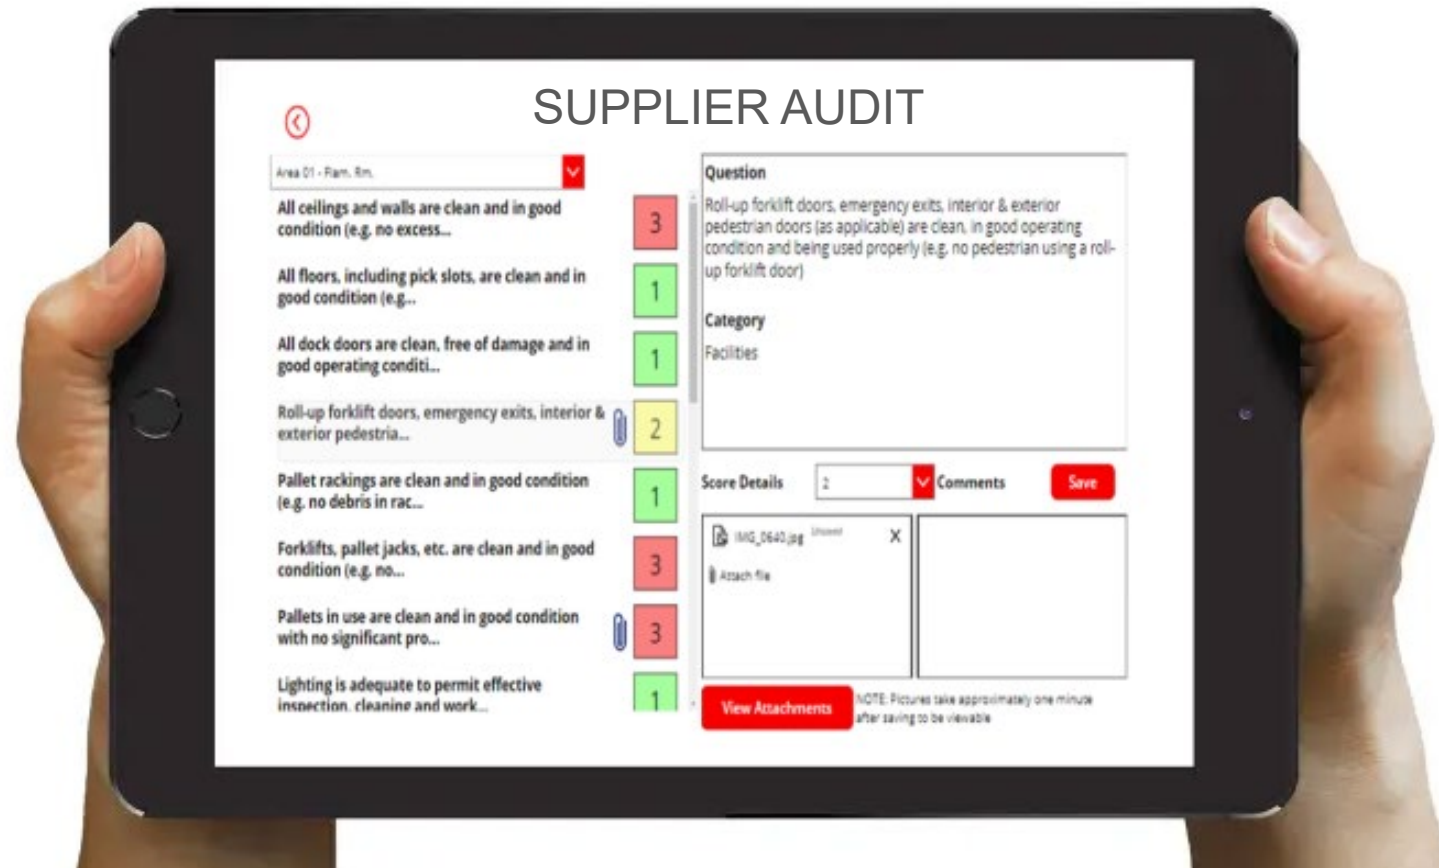 SUPPLIER AUDIT
Area 01 - Flam. Rm.
All ceilings and walls are clean and in good
condition (e.g. no excess...
3
All floors, including pick slots, are clean and in
good condition (e.g...
1
All dock doors are clean, free of damage and in
good operating conditi...
1
Roll-up forklift doors, emergency exits, interior &
exterior pedestria...
2
Pallet rackings are clean and in good condition
(e.g. no debris in rac...
1
Forklifts, pallet jacks, etc. are clean and in good
condition (e.g. no...
3
Pallets in use are clean and in good condition
with no significant pro...
3
Lighting is adequate to permit effective
inspection, cleaning and work...
1
Question
Roll-up forklift doors, emergency exits, interior & exterior
pedestrian doors (as applicable) are clean, in good operating
condition and being used properly (e.g. no pedestrian using a roll-
up forklift door)
Category
Facilities
Score Details
2
Comments
Save
IMG_0640.jpg
Unsaved
X
Attach file
View Attachments
NOTE: Pictures take approximately one minute
after saving to be viewable